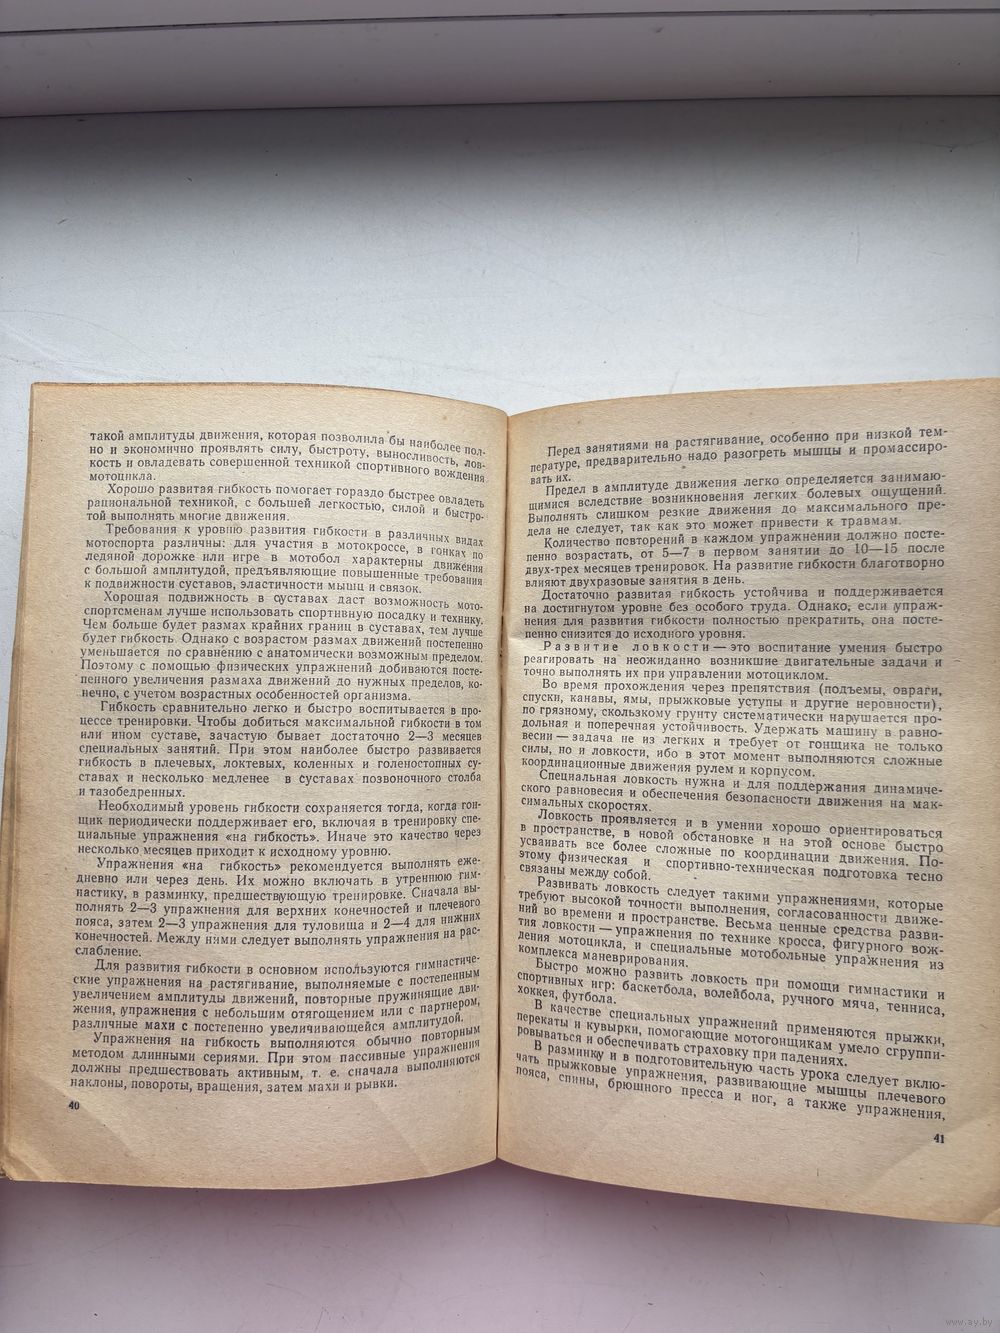 такой амплитуды движения, которая позволила бы наиболее пол-
но и экономично проявлять силу, быстроту, выносливость, лов-
кость и овладевать совершенной техникой спортивного вождения
мотоцикла.
Хорошо развитая гибкость помогает гораздо быстрее овладеть
рациональной техникой, с большей легкостью, силой и быстро-
той выполнять многие движения.
Требования к уровню развития гибкости в различных видах
мотоспорта различны: для участия в мотокроссе, в гонках по
ледяной дорожке или игре в мотобол характерны движения
с большой амплитудой, предъявляющие повышенные требования
к подвижности суставов, эластичности мышц и связок.
Хорошая подвижность в суставах даст возможность мото-
спортсменам лучше использовать спортивную посадку и технику.
Чем больше будет размах крайних границ в суставах, тем лучше
будет гибкость. Однако с возрастом размах движений постепенно
уменьшается по сравнению с анатомически возможным пределом.
Поэтому с помощью физических упражнений добиваются посте-
пенного увеличения размаха движений до нужных пределов, ко-
нечно, с учетом возрастных особенностей организма.
Гибкость сравнительно легко и быстро воспитывается в про-
цессе тренировки. Чтобы добиться максимальной гибкости в том
или ином суставе, зачастую бывает достаточно 2—3 месяцев
специальных занятий. При этом наиболее быстро развивается
гибкость в плечевых, локтевых, коленных и голеностопных су-
ставах и несколько медленее в суставах позвоночного столба
и тазобедренных.
Необходимый уровень гибкости сохраняется тогда, когда гон-
щик периодически поддерживает его, включая в тренировку спе-
циальные упражнения «на гибкость». Иначе это качество через
несколько месяцев приходит к исходному уровню.
Упражнения «на гибкость» рекомендуется выполнять еже-
дневно или через день. Их можно включать в утреннюю гим-
настику, в разминку, предшествующую тренировке. Сначала вы-
полнять 2—3 упражнения для верхних конечностей и плечевого
пояса, затем 2—3 упражнения для туловища и 2—4 для нижних
конечностей. Между ними следует выполнять упражнения на рас-
слабление.
Для развития гибкости в основном используются гимнастиче-
ские упражнения на растягивание, выполняемые с постепенным
увеличением амплитуды движений, повторные пружинящие дви-
жения, упражнения с небольшим отягощением или с партнером,
различные махи с постепенно увеличивающейся амплитудой.
Упражнения на гибкость выполняются обычно повторным
методом длинными сериями. При этом пассивные упражнения
должны предшествовать активным, т. е. сначала выполняются
наклоны, повороты, вращения, затем махи и рывки.
40
Перед занятиями на растягивание, особенно при низкой тем-
пературе, предварительно надо разогреть мышцы и промассиро-
вать их.
Предел в амплитуде движения легко определяется занимаю-
щимися вследствие возникновения легких болевых ощущений.
Выполнять слишком резкие движения до максимального пре-
дела не следует, так как это может привести к травмам.
Количество повторений в каждом упражнении должно посте-
пенно возрастать, от 5—7 в первом занятии до 10—15 после
двух-трех месяцев тренировок. На развитие гибкости благотворно
влияют двухразовые занятия в день.
Достаточно развитая гибкость устойчива и поддерживается
на достигнутом уровне без особого труда. Однако, если упраж-
нения для развития гибкости полностью прекратить, она посте-
пенно снизится до исходного уровня.
Развитие ловкости — это воспитание умения быстро
реагировать на неожиданно возникшие двигательные задачи и
точно выполнять их при управлении мотоциклом.
Во время прохождения через препятствия (подъемы, овраги,
спуски, канавы, ямы, прыжковые уступы и другие неровности),
по грязному, скользкому грунту систематически нарушается про-
дольная и поперечная устойчивость. Удержать машину в равно-
весии — задача не из легких и требует от гонщика не только
силы, но и ловкости, ибо в этот момент выполняются сложные
координационные движения рулем и корпусом.
Специальная ловкость нужна и для поддержания динамиче-
ского равновесия и обеспечения безопасности движения на мак-
симальных скоростях.
Ловкость проявляется и в умении хорошо ориентироваться
в пространстве, в новой обстановке и на этой основе быстро
усваивать все более сложные по координации движения. По-
этому физическая и спортивно-техническая подготовка тесно
связаны между собой.
Развивать ловкость следует такими упражнениями, которые
требуют высокой точности выполнения, согласованности движе-
ний во времени и пространстве. Весьма ценные средства разви-
тия ловкости — упражнения по технике кросса, фигурного вож-
дения мотоцикла, и специальные мотобольные упражнения из
комплекса маневрирования.
Быстро можно развить ловкость при помощи гимнастики и
спортивных игр: баскетбола, волейбола, ручного мяча, тенниса,
хоккея, футбола.
В качестве специальных упражнений применяются прыжки,
перекаты и кувырки, помогающие мотогонщикам умело сгруппи-
роваться и обеспечивать страховку при падениях.
В разминку и в подготовительную часть урока следует вклю-
чать прыжковые упражнения, развивающие мышцы плечевого
пояса, спины, брюшного пресса и ног, а также упражнения,
41
www.ay.by